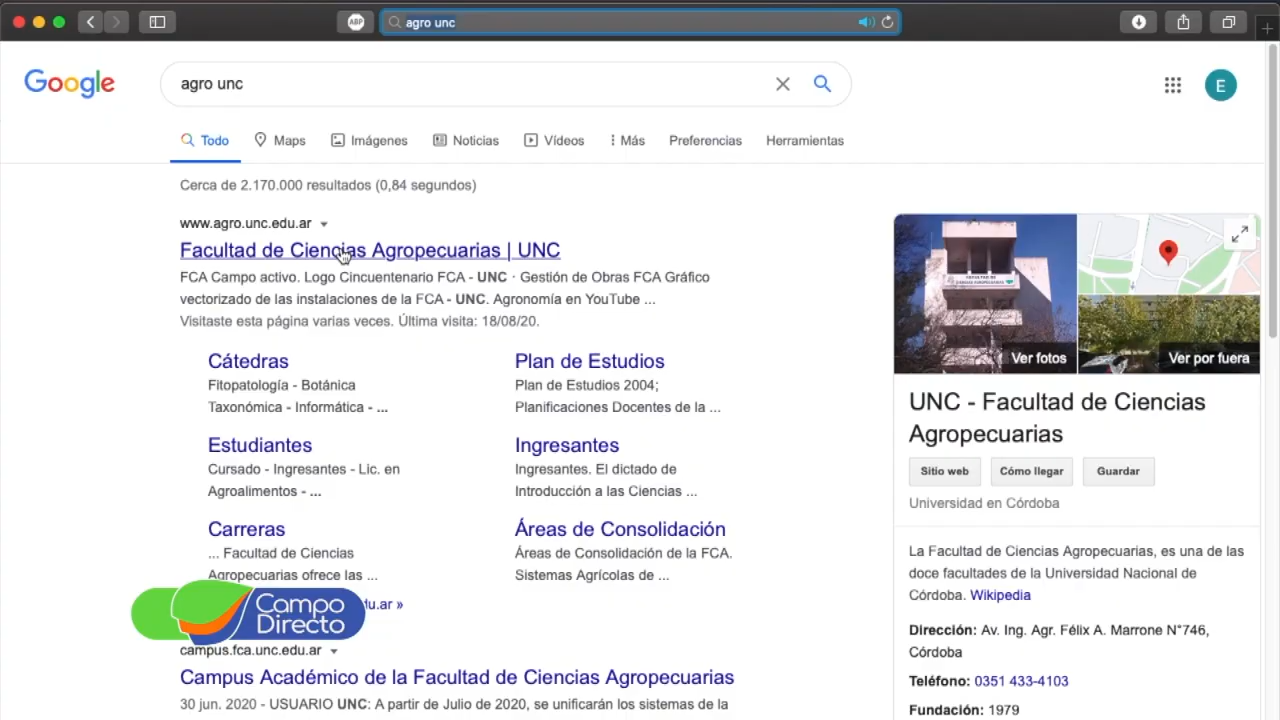 ABP
agro unc
Google
agro unc
E
Todo
Maps
Imágenes
Noticias
Vídeos
Más
Preferencias
Herramientas
Cerca de 2.170.000 resultados (0,84 segundos)
www.agro.unc.edu.ar
Facultad de Ciencias Agropecuarias | UNC
FCA Campo activo. Logo Cincuentenario FCA - UNC · Gestión de Obras FCA Gráfico
vectorizado de las instalaciones de la FCA - UNC. Agronomía en YouTube ...
Visitaste esta página varias veces. Última visita: 18/08/20.
Cátedras
Fitopatología - Botánica
Taxonómica - Informática - ...
Plan de Estudios
Plan de Estudios 2004;
Planificaciones Docentes de la ...
Estudiantes
Cursado - Ingresantes - Lic. en
Agroalimentos - ...
Ingresantes
Ingresantes. El dictado de
Introducción a las Ciencias ...
Carreras
... Facultad de Ciencias
Agropecuarias ofrece las ...
Áreas de Consolidación
Áreas de Consolidación de la FCA.
Sistemas Agrícolas de ...
du.ar »
Campo
Directo
campus.fca.unc.edu.ar
Campus Académico de la Facultad de Ciencias Agropecuarias
30 jun. 2020 - USUARIO UNC: A partir de Julio de 2020, se unificarán los sistemas de la
Ver fotos
Ver por fuera
UNC - Facultad de Ciencias
Agropecuarias
Sitio web
Cómo llegar
Guardar
Universidad en Córdoba
La Facultad de Ciencias Agropecuarias, es una de las
doce facultades de la Universidad Nacional de
Córdoba. Wikipedia
Dirección: Av. Ing. Agr. Félix A. Marrone N°746,
Córdoba
Teléfono: 0351 433-4103
Fundación: 1979